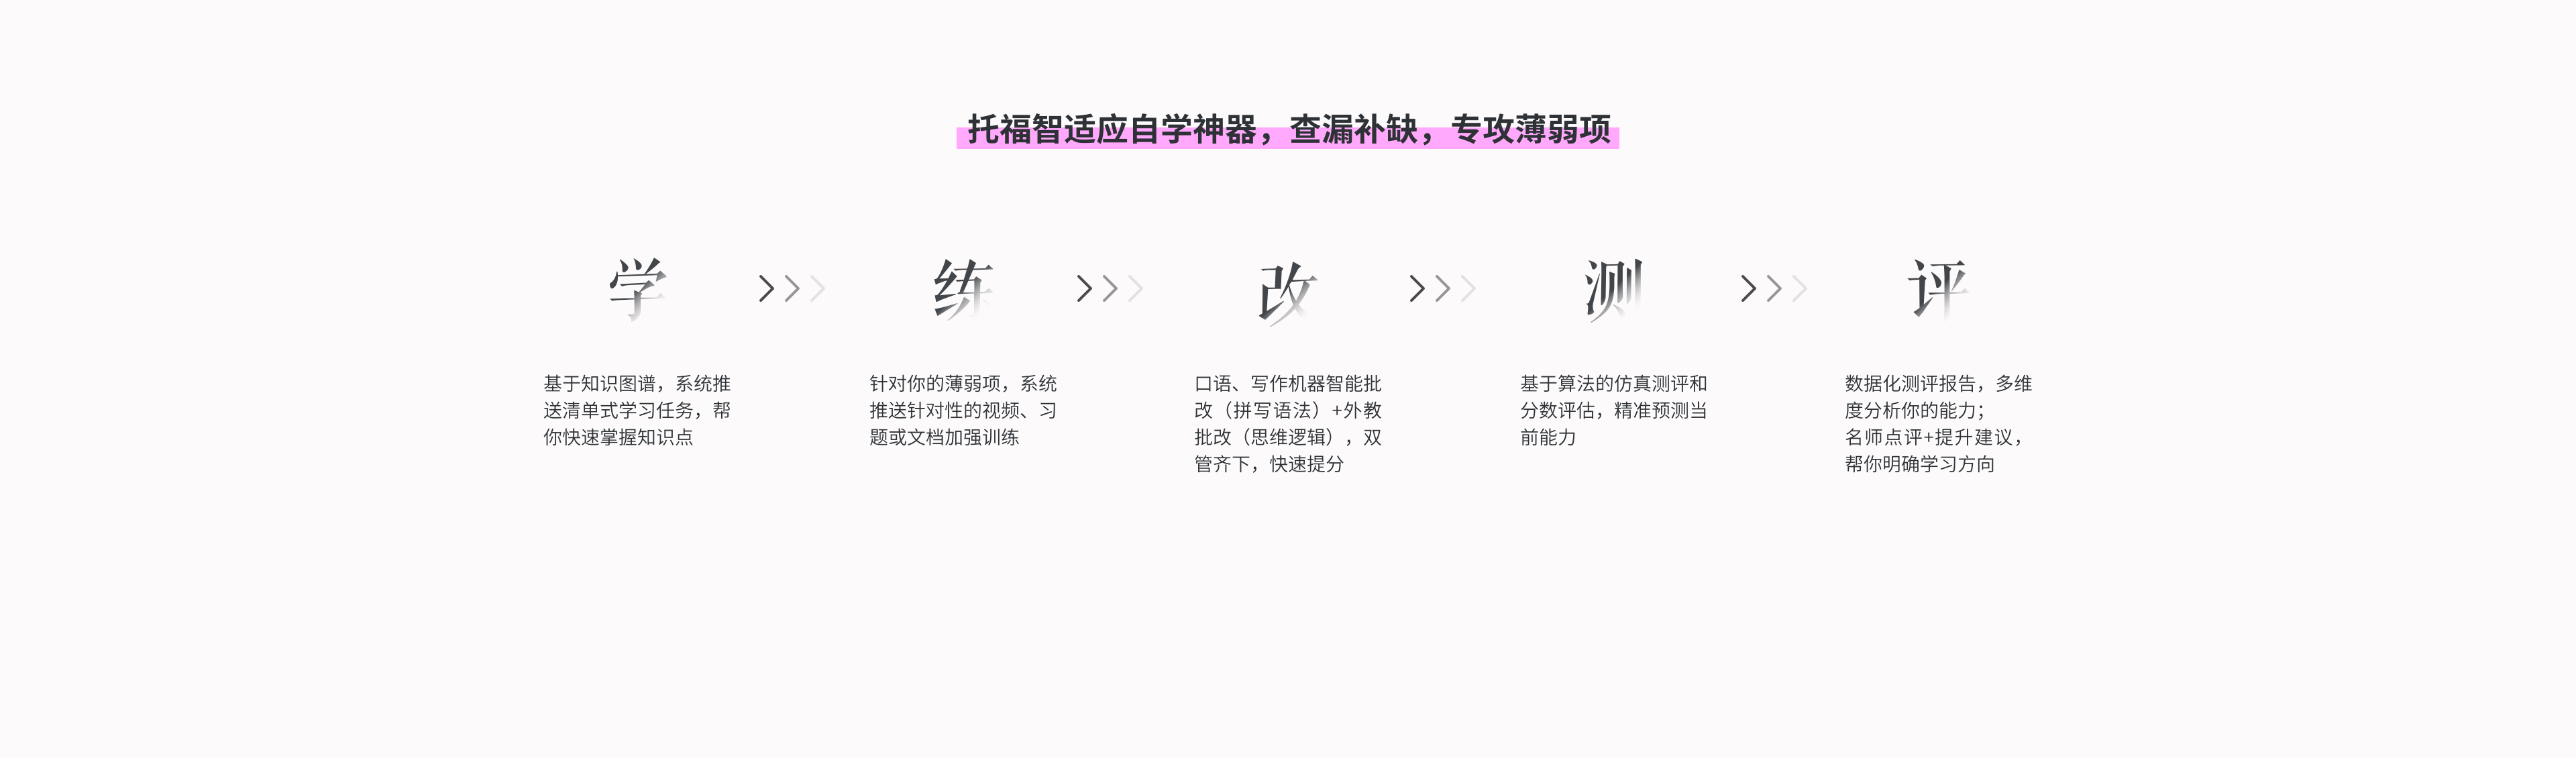 托福智适应自学神器，查漏补缺，专攻薄弱项
学
基于知识图谱，系统推
送清单式学习任务，帮
你快速掌握知识点
练
针对你的薄弱项，系统
推送针对性的视频、习
题或文档加强训练
改
口语、写作机器智能批
改（拼写语法）+外教
批改（思维逻辑），双
管齐下，快速提分
测
基于算法的仿真测评和
分数评估，精准预测当
前能力
评
数据化测评报告，多维
度分析你的能力；
名师点评+提升建议，
帮你明确学习方向